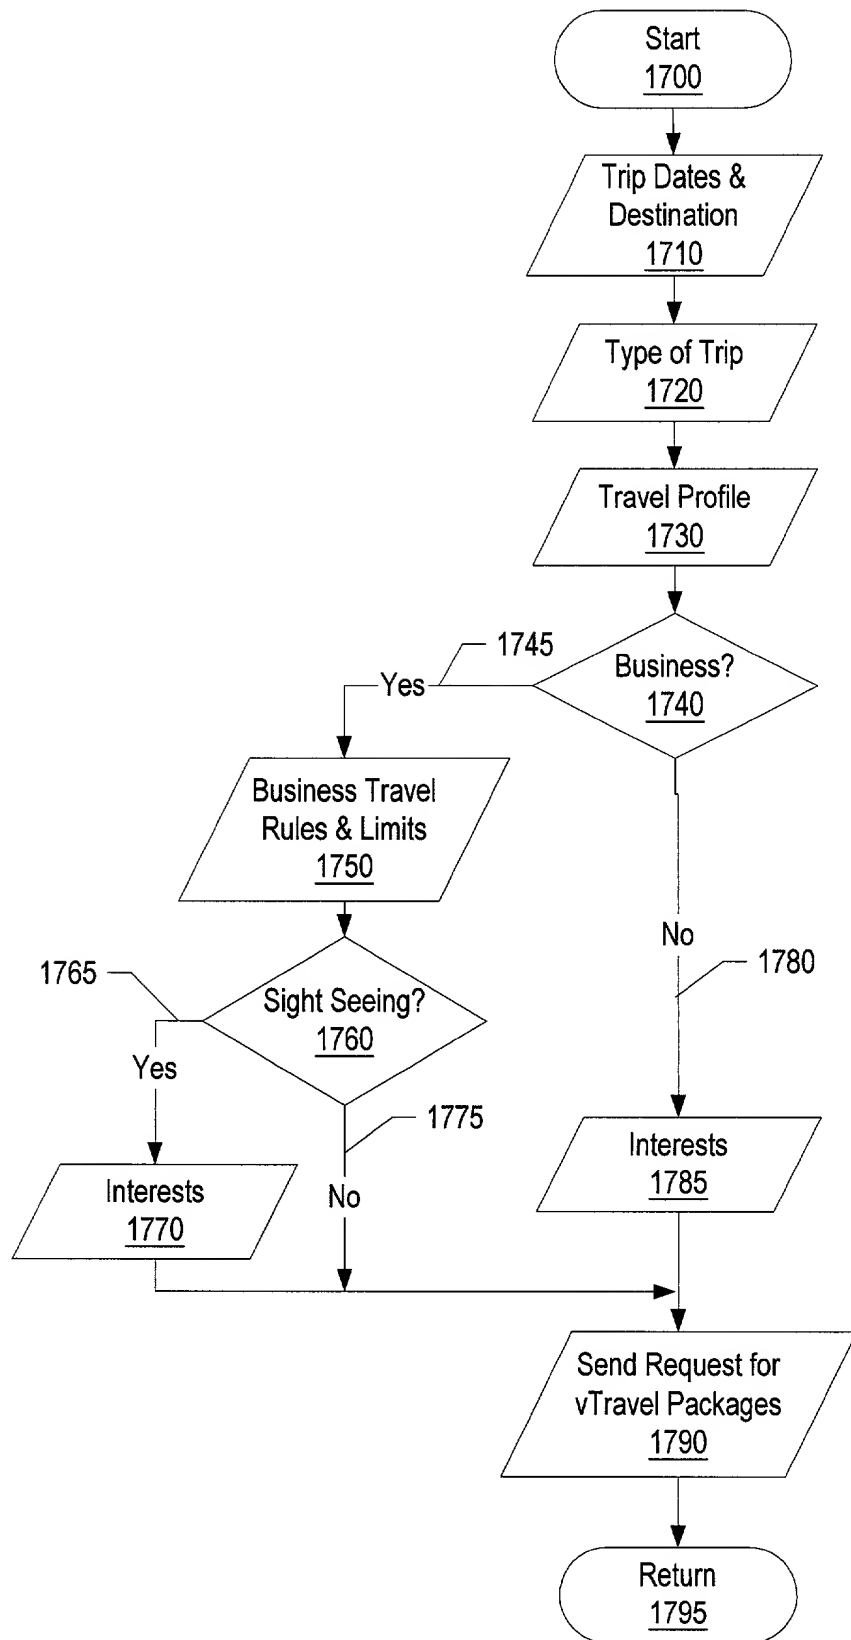 Start
1700
Trip Dates &
Destination
1710
Type of Trip
1720
Travel Profile
1730
1745
Yes
Business?
1740
Business Travel
Rules & Limits
1750
No
1780
1765
Sight Seeing?
1760
Yes
1775
No
Interests
1770
Interests
1785
Send Request for
vTravel Packages
1790
Return
1795